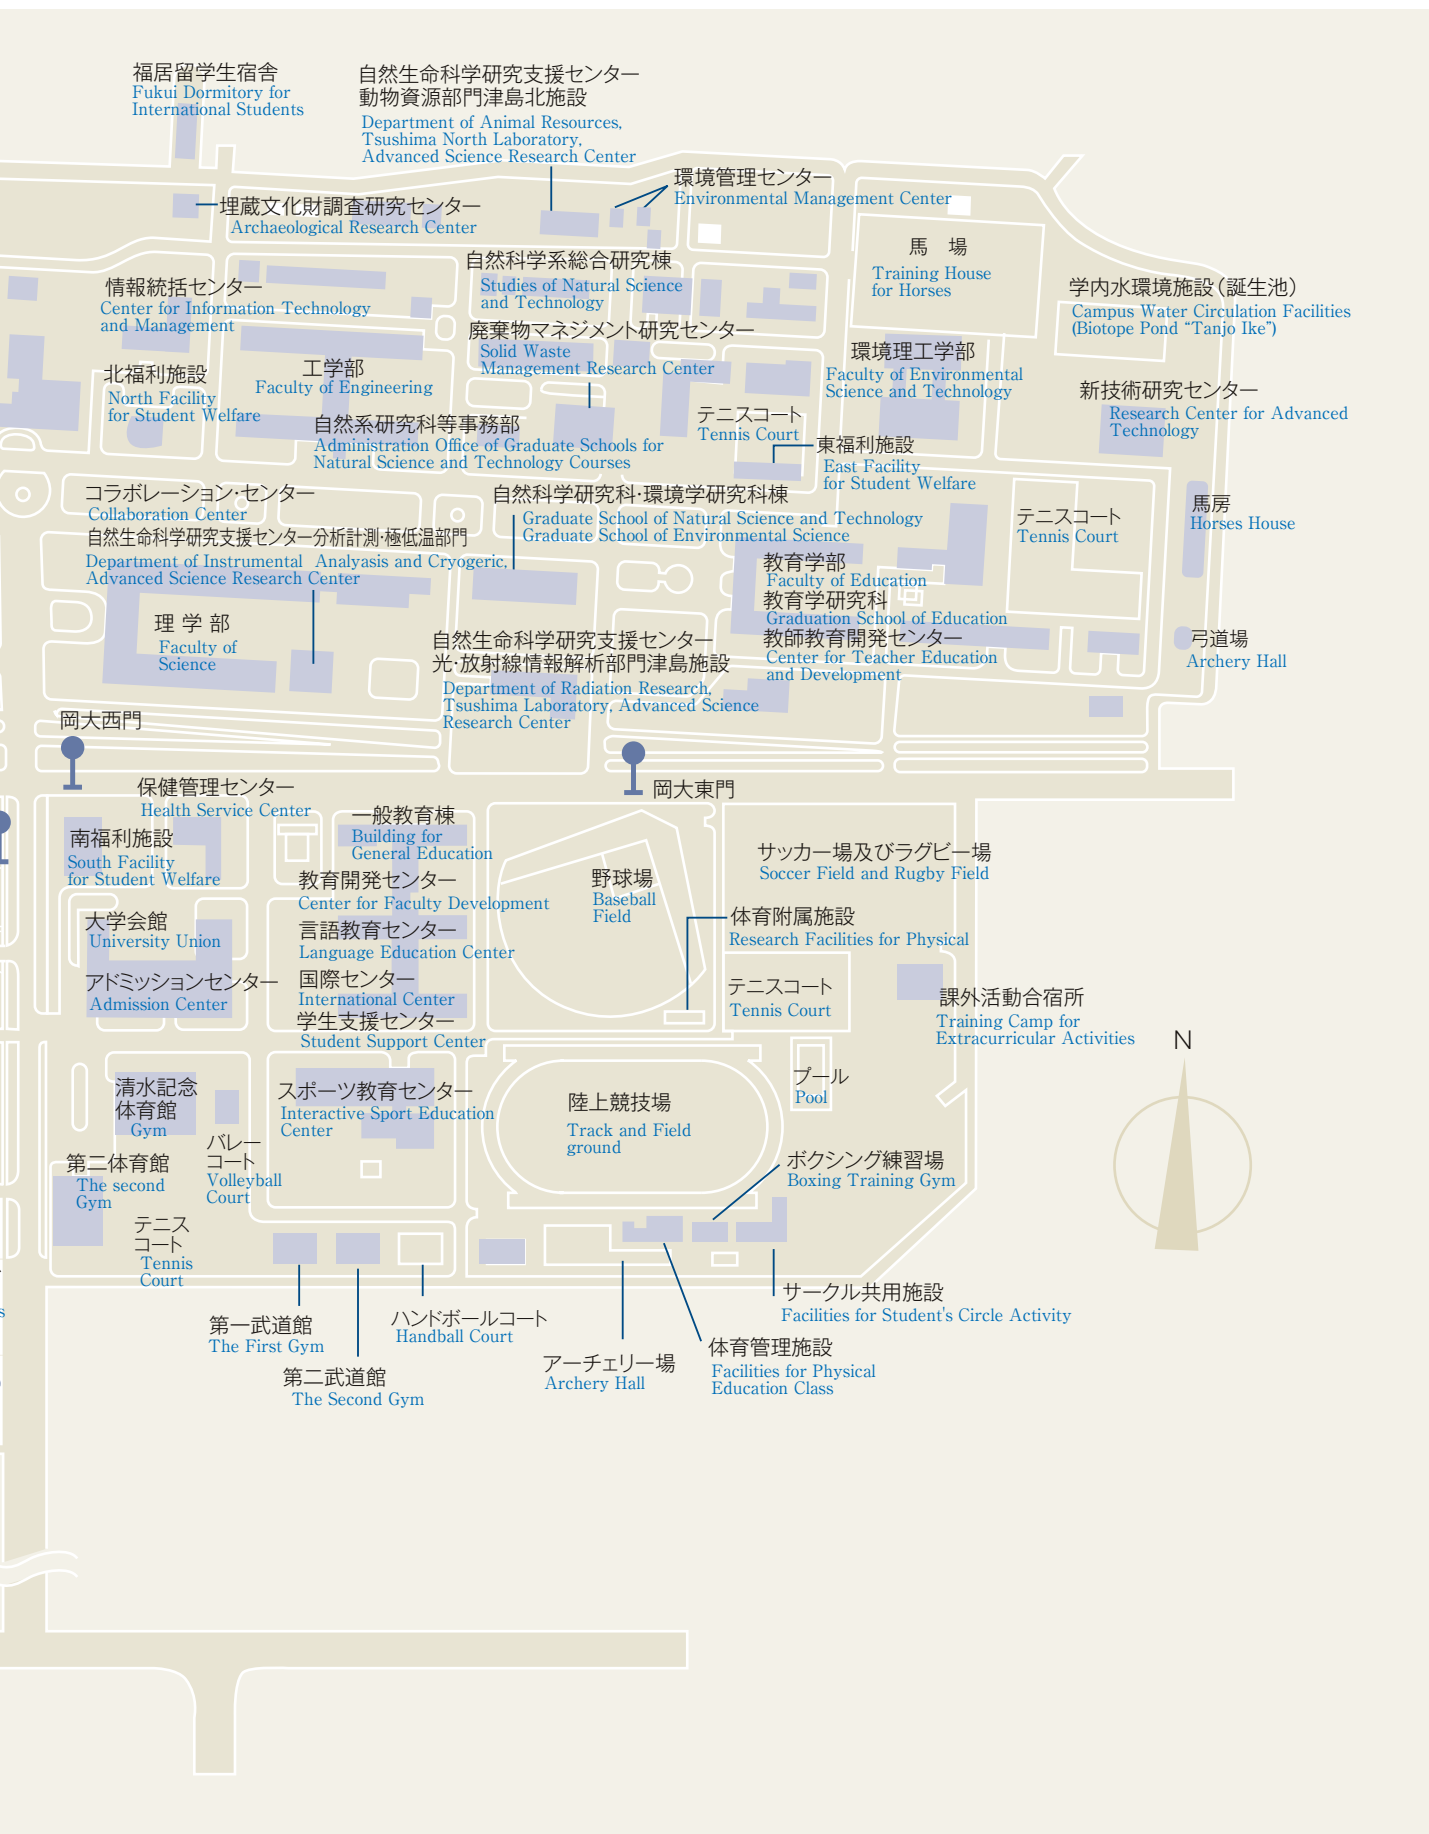 福居留学生宿舎
Fukui Dormitory for
International Students
自然生命科学研究支援センター
動物資源部門津島北施設
Department of Animal Resources,
Tsushima North Laboratory,
Advanced Science Research Center
環境管理センター
Environmental Management Center
埋蔵文化財調査研究センター
Archaeological Research Center
馬 場
Training House
for Horses
自然科学系総合研究棟
Studies of Natural Science
and Technology
情報統括センター
Center for Information Technology
and Management
学内水環境施設（誕生池）
Campus Water Circulation Facilities
(Biotope Pond “Tanjo Ike”)
廃棄物マネジメント研究センター
Solid Waste
Management Research Center
環境理工学部
Faculty of Environmental
Science and Technology
工学部
Faculty of Engineering
北福利施設
North Facility
for Student Welfare
新技術研究センター
Research Center for Advanced
Technology
自然系研究科等事務部
Administration Office of Graduate Schools for
Natural Science and Technology Courses
テニスコート
Tennis Court
東福利施設
East Facility
for Student Welfare
コラボレーション・センター
Collaboration Center
自然科学研究科・環境学研究科棟
Graduate School of Natural Science and Technology
Graduate School of Environmental Science
テニスコート
Tennis Court
馬房
Horses House
自然生命科学研究支援センター分析計測・極低温部門
Department of Instrumental Analyasis and Cryogeric,
Advanced Science Research Center
教育学部
Faculty of Education
教育学研究科
Graduation School of Education
教師教育開発センター
Center for Teacher Education
and Development
理 学 部
Faculty of
Science
自然生命科学研究支援センター
光・放射線情報解析部門津島施設
Department of Radiation Research,
Tsushima Laboratory, Advanced Science
Research Center
弓道場
Archery Hall
岡大西門
岡大東門
保健管理センター
Health Service Center
一般教育棟
Building for
General Education
南福利施設
South Facility
for Student Welfare
サッカー場及びラグビー場
Soccer Field and Rugby Field
教育開発センター
Center for Faculty Development
野球場
Baseball
Field
体育附属施設
Research Facilities for Physical
大学会館
University Union
言語教育センター
Language Education Center
アドミッションセンター
Admission Center
国際センター
International Center
テニスコート
Tennis Court
課外活動合宿所
Training Camp for
Extracurricular Activities
学生支援センター
Student Support Center
N
清水記念
体育館
Gym
スポーツ教育センター
Interactive Sport Education
Center
陸上競技場
Track and Field
ground
プール
Pool
バレー
コート
Volleyball
Court
第二体育館
The second
Gym
ボクシング練習場
Boxing Training Gym
テニス
コート
Tennis
Court
サークル共用施設
Facilities for Student's Circle Activity
第一武道館
The First Gym
ハンドボールコート
Handball Court
体育管理施設
Facilities for Physical
Education Class
アーチェリー場
Archery Hall
第二武道館
The Second Gym